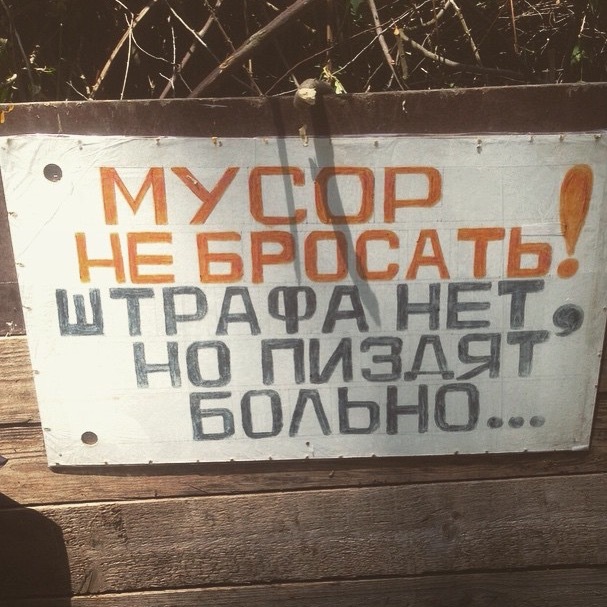 МУСОР
НЕ БРОСАТЬ!
ШТРАФА НЕТ,
НО ПИЗДЯТ
БОЛЬНО...